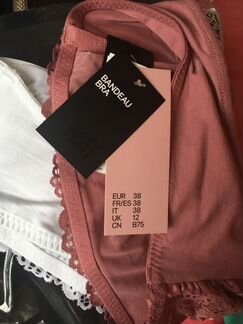 BANDEAU
BRA
EUR 38
FR/ES 38
IT 38
UK 12
CN B75